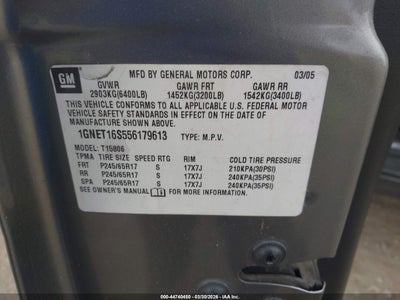 GM
MFD BY GENERAL MOTORS CORP. 03/05
GVWR GAWR FRT GAWR RR
2903KG(6400LB) 1452KG(3200LB) 1542KG(3400LB)
THIS VEHICLE CONFORMS TO ALL APPLICABLE U.S. FEDERAL MOTOR
VEHICLE SAFETY STANDARDS IN EFFECT ON THE DATE OF
MANUFACTURE SHOWN ABOVE.
1GNET16S556179613 TYPE: M.P.V.
MODEL: T15806
TPMA TIRE SIZE SPEED RTG RIM COLD TIRE PRESSURE
FRT P245/65R17 S 17X7J 210KPA(30PSI)
RR P245/65R17 S 17X7J 240KPA(35PSI)
SPA P245/65R17 S 17X7J 240KPA(35PSI)
SEE OWNER'S MANUAL FOR MORE INFORMATION
(White) 44740450 - (03/30/2026 - IAA